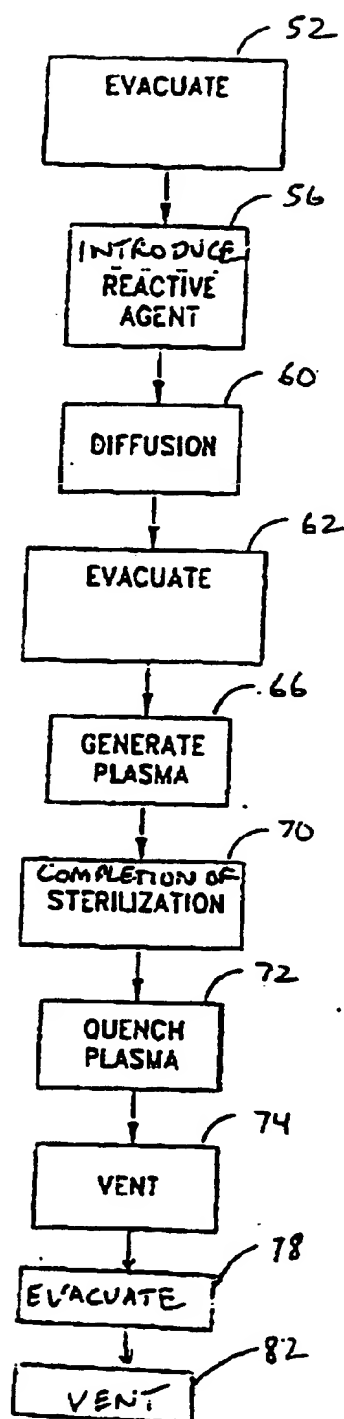 52
EVACUATE
56
INTRODUCE
REACTIVE
AGENT
60
DIFFUSION
62
EVACUATE
66
GENERATE
PLASMA
70
COMPLETION OF
STERILIZATION
72
QUENCH
PLASMA
74
VENT
78
EVACUATE
82
VENT